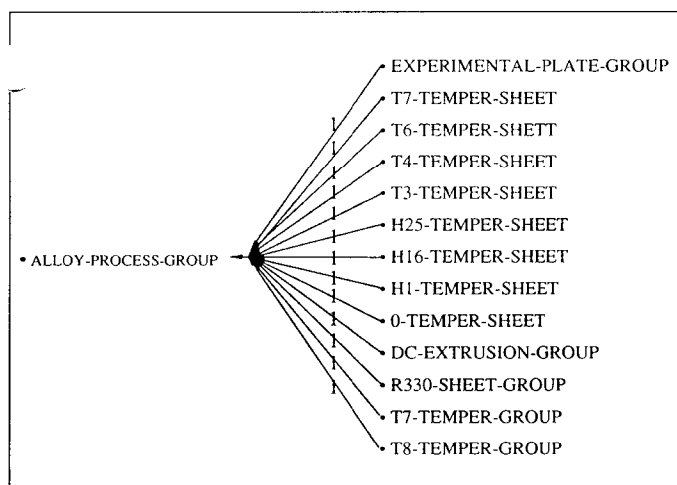 EXPERIMENTAL-PLATE-GROUP
T7-TEMPER-SHEET
T6-TEMPER-SHETT
T4-TEMPER-SHEET
T3-TEMPER-SHEET
H25-TEMPER-SHEET
ALLOY-PROCESS-GROUP
H16-TEMPER-SHEET
H1-TEMPER-SHEET
0-TEMPER-SHEET
DC-EXTRUSION-GROUP
R330-SHEET-GROUP
T7-TEMPER-GROUP
T8-TEMPER-GROUP